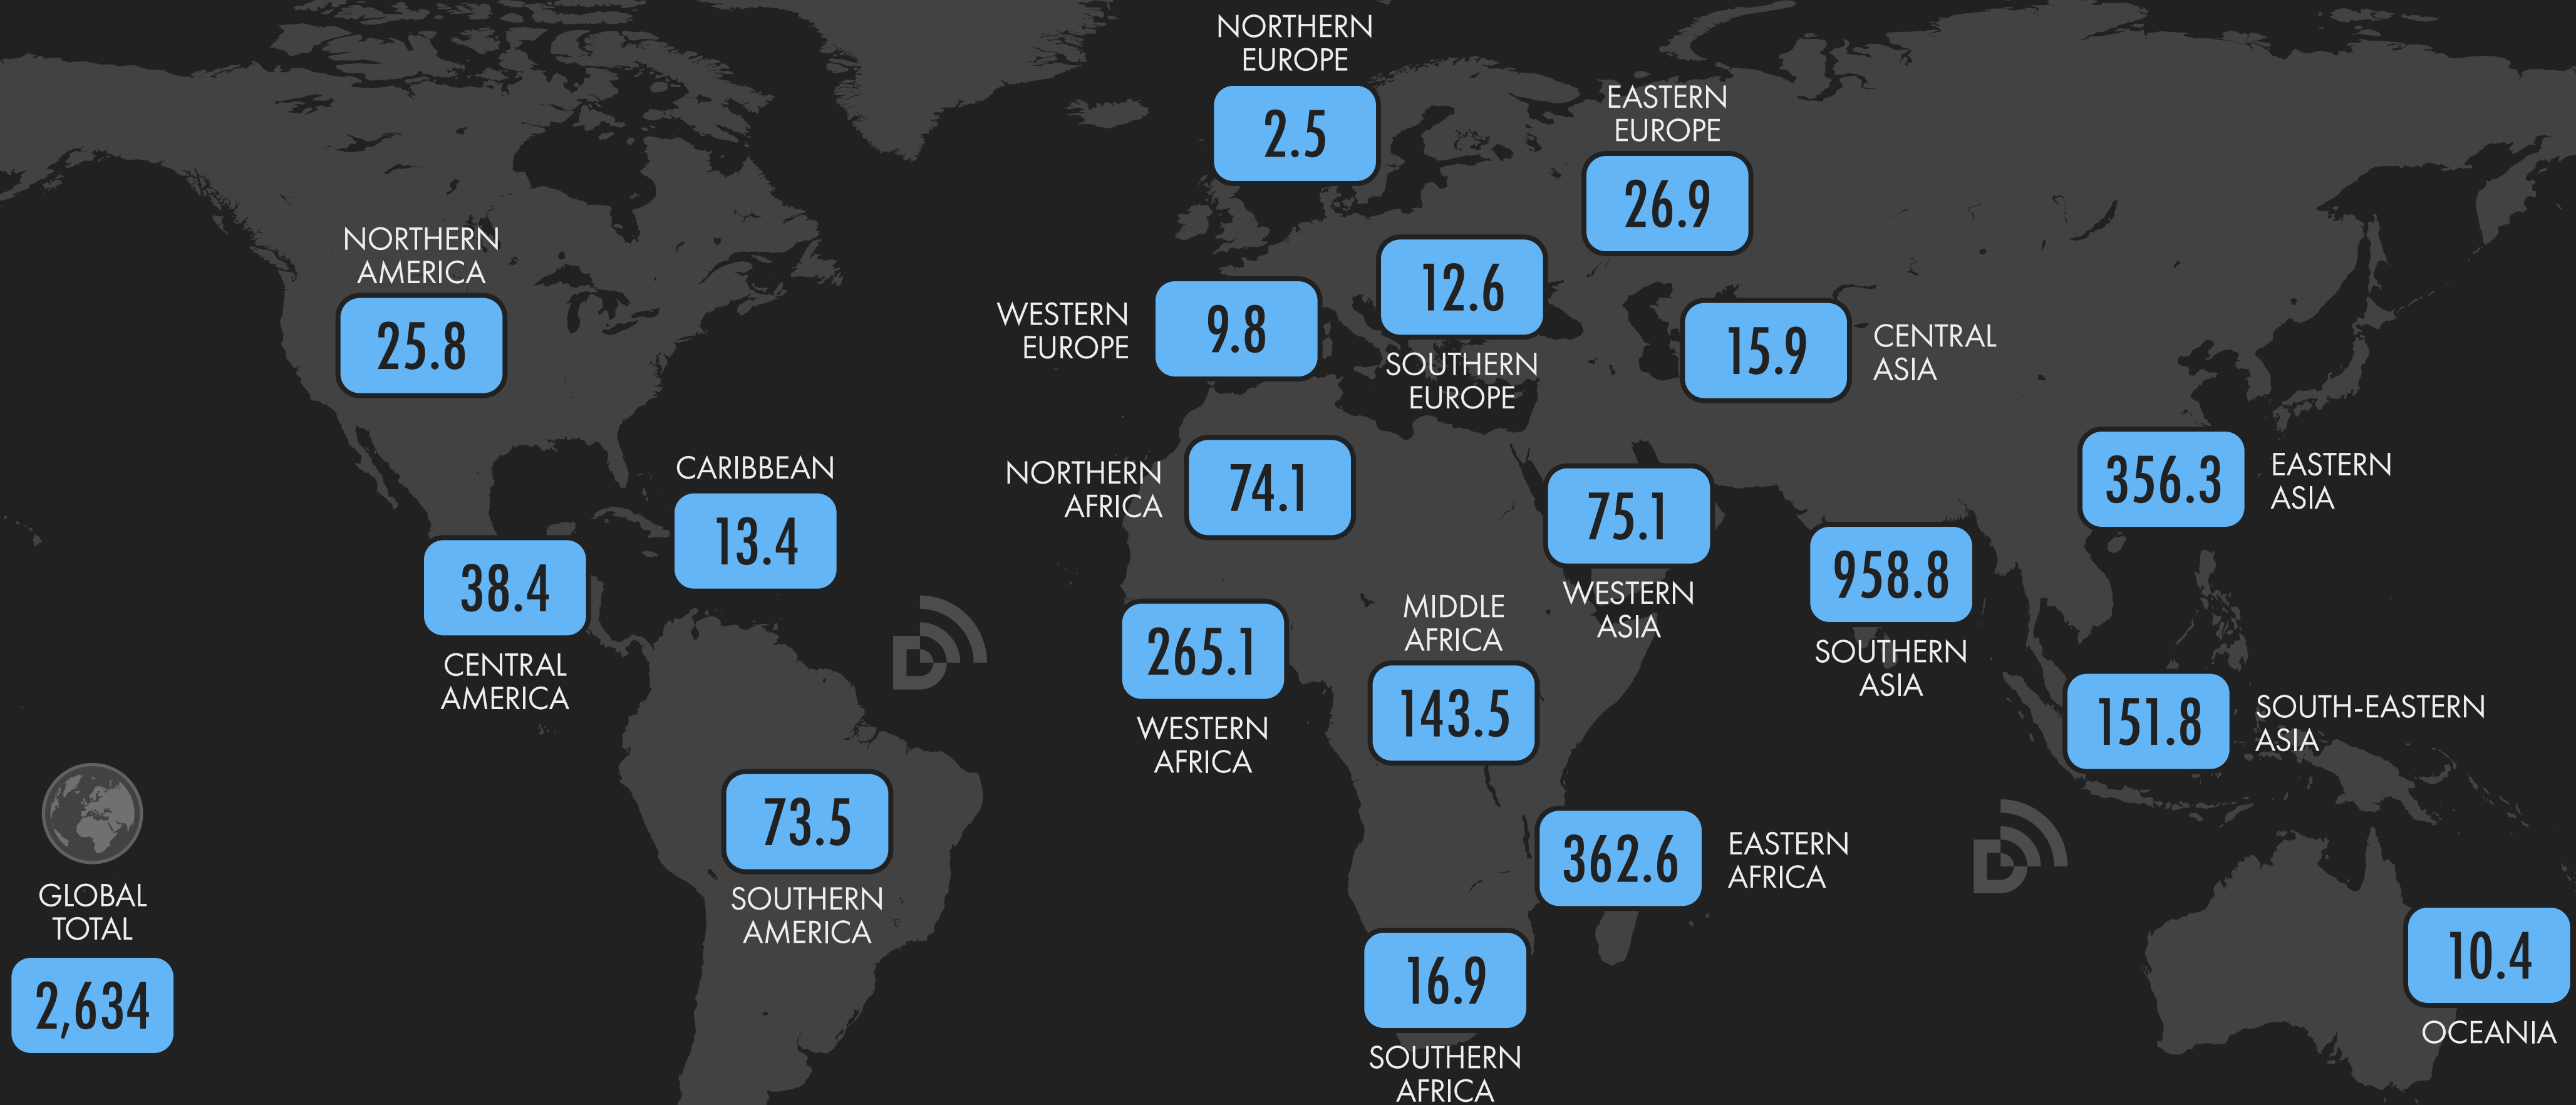 NORTHERN
EUROPE
2.5
EASTERN
EUROPE
26.9
NORTHERN
AMERICA
25.8
WESTERN
EUROPE
9.8
12.6
SOUTHERN
EUROPE
15.9
CENTRAL
ASIA
CARIBBEAN
13.4
NORTHERN
AFRICA
74.1
75.1
WESTERN
ASIA
356.3
EASTERN
ASIA
38.4
CENTRAL
AMERICA
958.8
SOUTHERN
ASIA
265.1
WESTERN
AFRICA
MIDDLE
AFRICA
143.5
151.8
SOUTH-EASTERN
ASIA
73.5
SOUTHERN
AMERICA
362.6
EASTERN
AFRICA
GLOBAL
TOTAL
2,634
16.9
SOUTHERN
AFRICA
10.4
OCEANIA